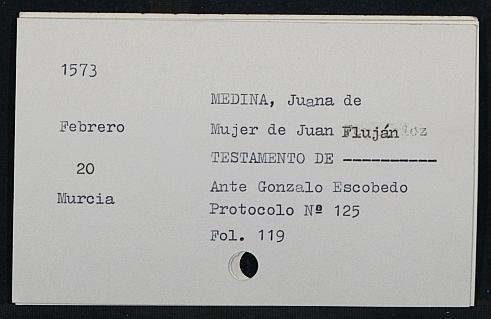 1573
MEDINA, Juana de
Febrero
Mujer de Juan Fluján
20
TESTAMENTO DE ----------
Murcia
Ante Gonzalo Escobedo
Protocolo Nº 125
Fol. 119